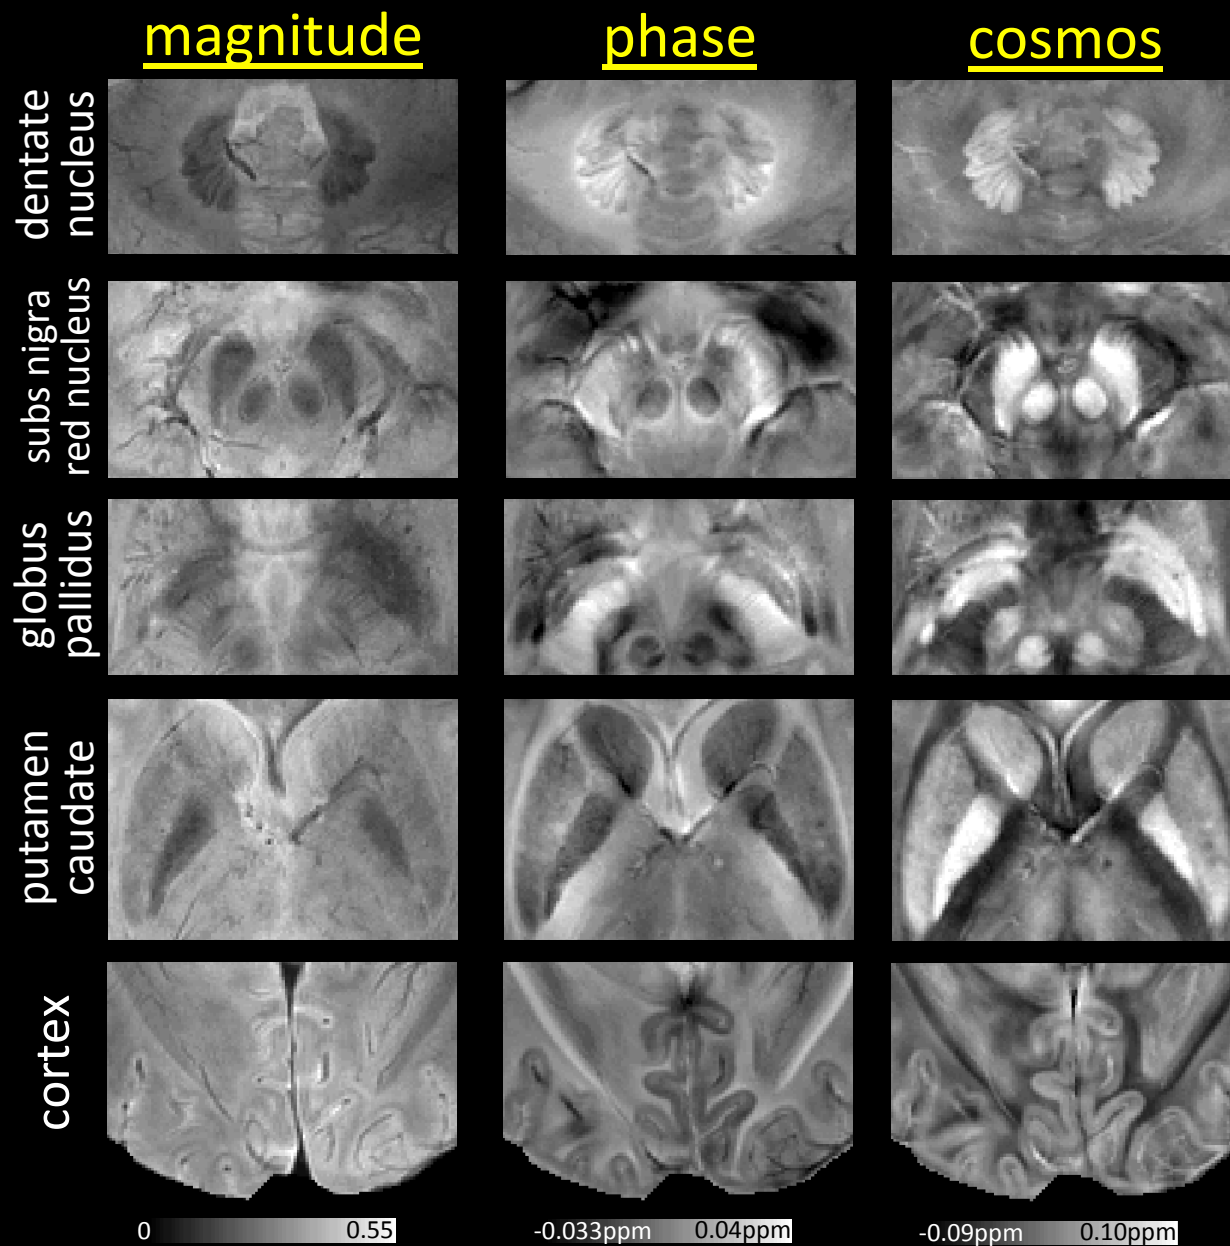 magnitude
phase
cosmos
dentate
nucleus
subs nigra
red nucleus
globus
pallidus
putamen
caudate
cortex
0
0.55
-0.033ppm
0.04ppm
-0.09ppm
0.10ppm